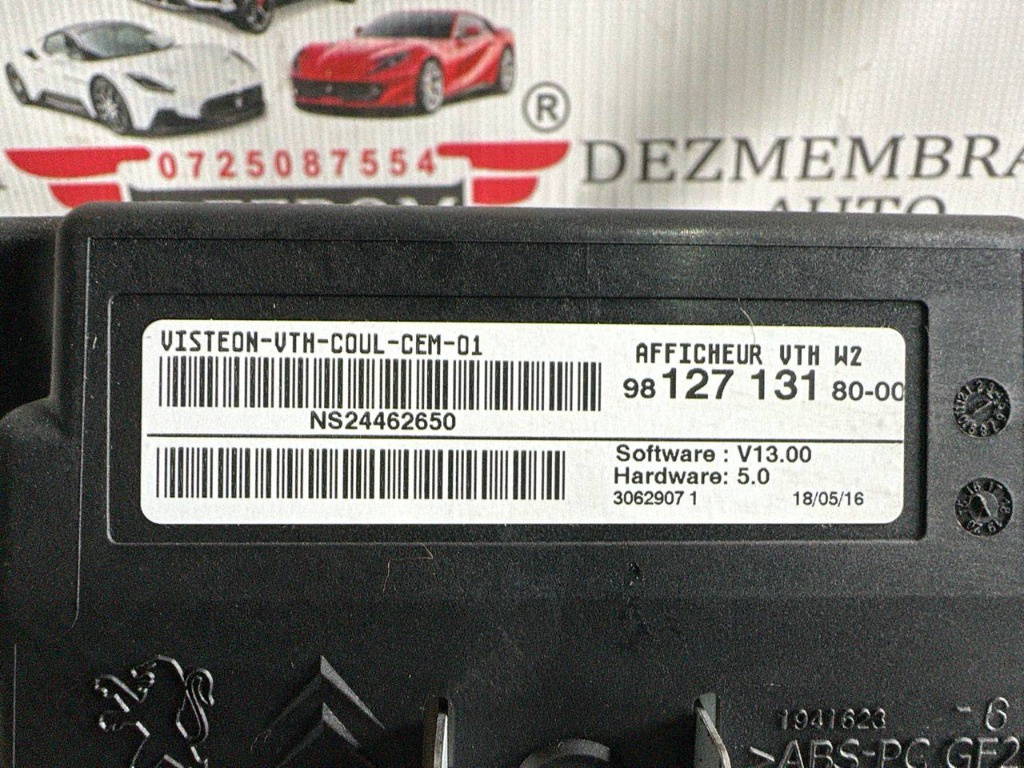 ®
0725087554
DEZMEMBRA
AUTO
VISTEON-VTH-COUL-CEM-01
NS24462650
AFFICHEUR VTH W2
98 127 131 80-00
Software : V13.00
Hardware: 5.0
3062907 1 18/05/16
1941623 -6
>ABS-PC GF2